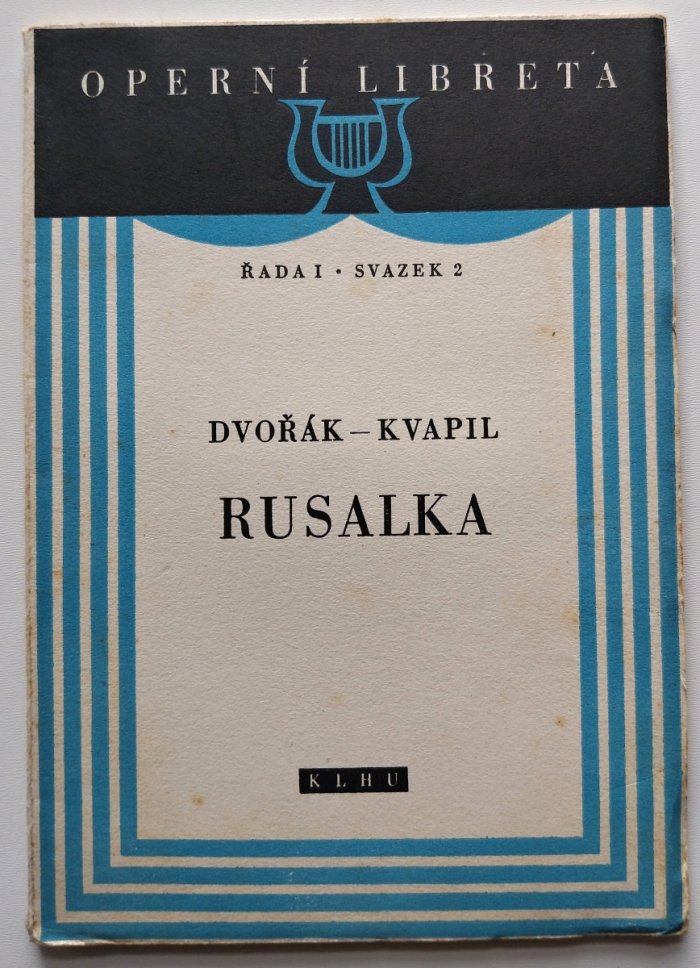 OPERNÍ LIBRETA
ŘADA I • SVAZEK 2
DVOŘÁK – KVAPIL
RUSALKA
KLHU